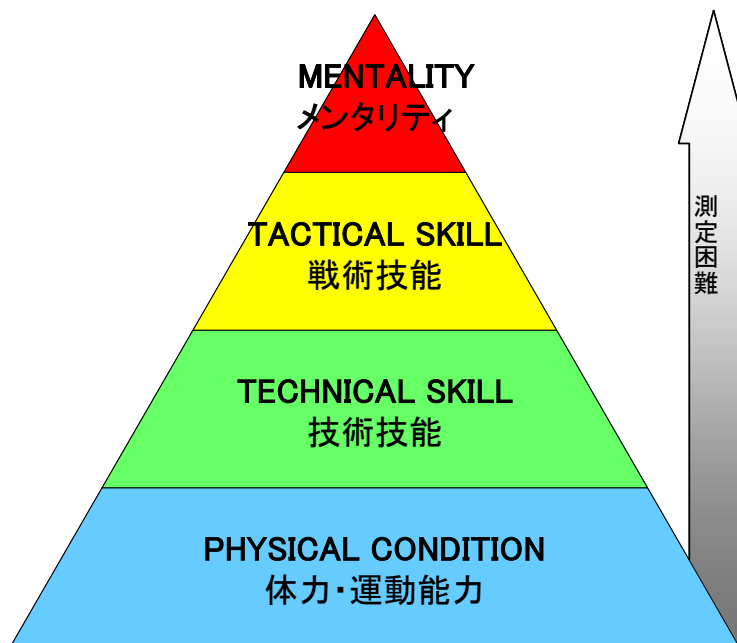 MENTALITY
メンタリティ
TACTICAL SKILL
戦術技能
TECHNICAL SKILL
技術技能
PHYSICAL CONDITION
体力・運動能力
測定困難